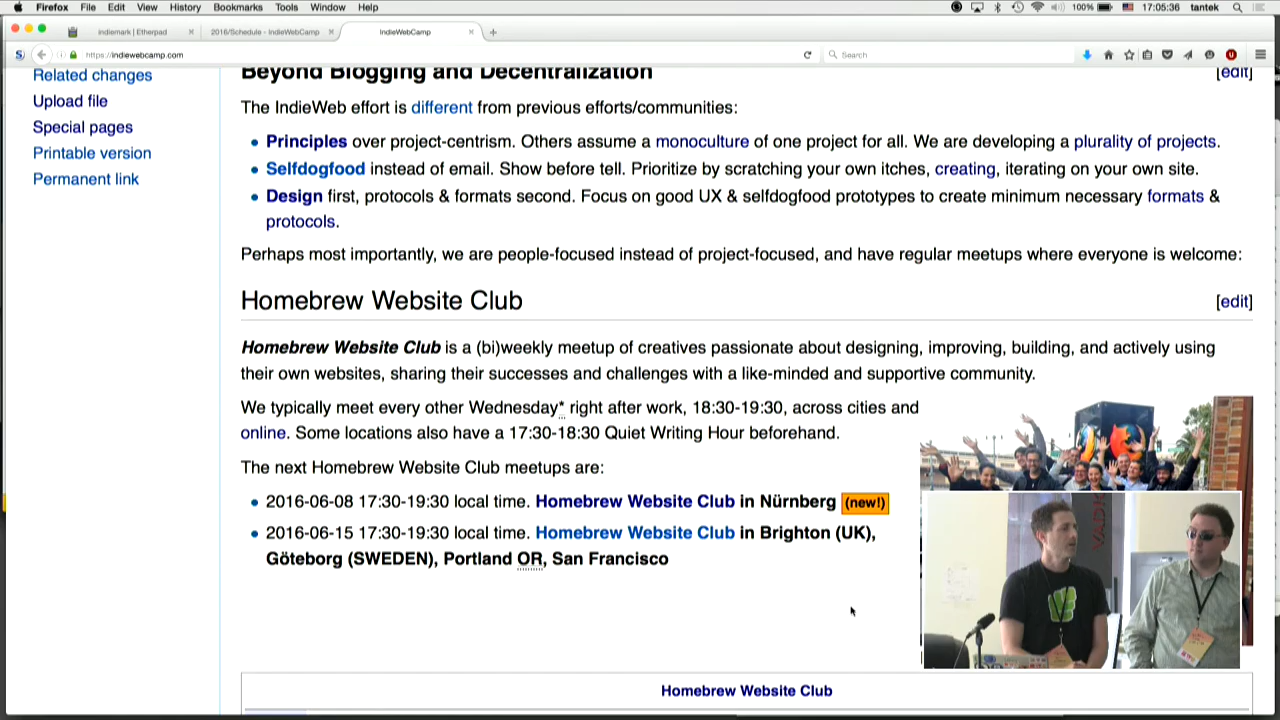 Firefox File Edit View History Bookmarks Tools Window Help 100% 17:05:36 tantek
indiemark | Etherpad 2016/Schedule - IndieWebCamp IndieWebCamp
https://indiewebcamp.com Search
Related changes
Upload file
Special pages
Printable version
Permanent link
Beyond Blogging and Decentralization [edit]
The IndieWeb effort is different from previous efforts/communities:
• Principles over project-centrism. Others assume a monoculture of one project for all. We are developing a plurality of projects.
• Selfdogfood instead of email. Show before tell. Prioritize by scratching your own itches, creating, iterating on your own site.
• Design first, protocols & formats second. Focus on good UX & selfdogfood prototypes to create minimum necessary formats &
protocols.
Perhaps most importantly, we are people-focused instead of project-focused, and have regular meetups where everyone is welcome:
Homebrew Website Club [edit]
Homebrew Website Club is a (bi)weekly meetup of creatives passionate about designing, improving, building, and actively using
their own websites, sharing their successes and challenges with a like-minded and supportive community.
We typically meet every other Wednesday* right after work, 18:30-19:30, across cities and
online. Some locations also have a 17:30-18:30 Quiet Writing Hour beforehand.
The next Homebrew Website Club meetups are:
• 2016-06-08 17:30-19:30 local time. Homebrew Website Club in Nürnberg (new!)
• 2016-06-15 17:30-19:30 local time. Homebrew Website Club in Brighton (UK),
Göteborg (SWEDEN), Portland OR, San Francisco
Homebrew Website Club